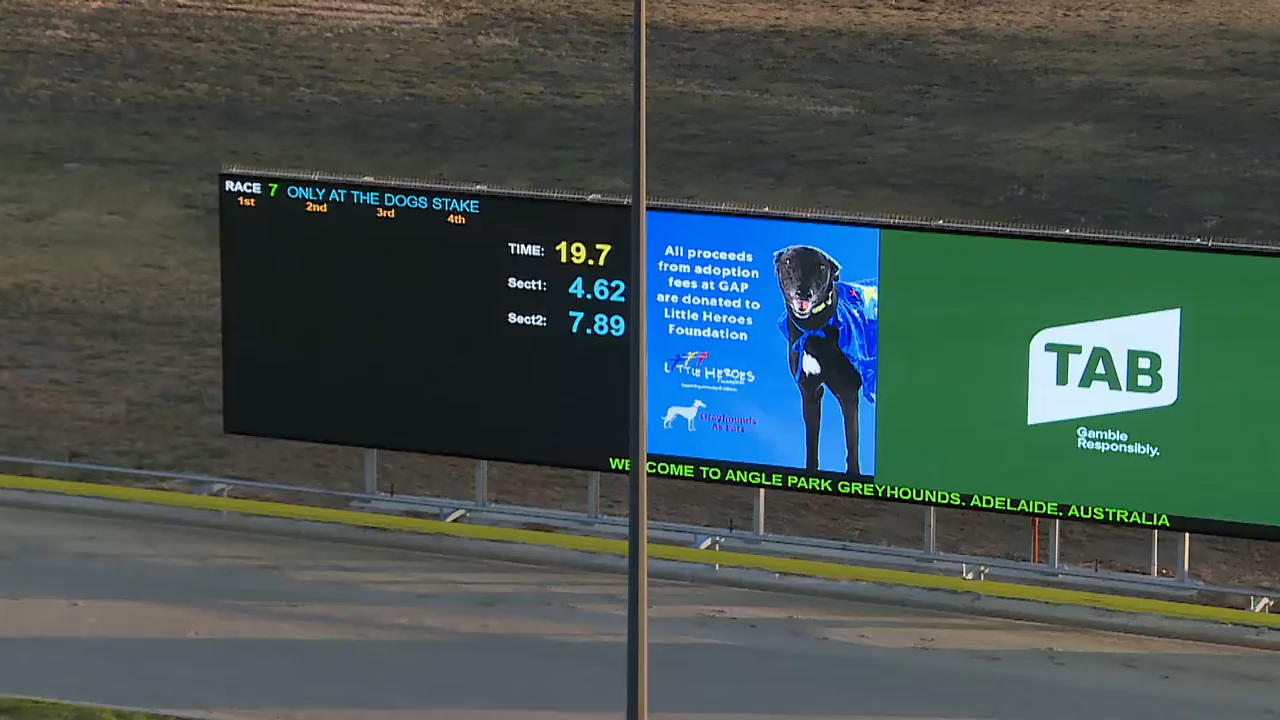 RACE 7 ONLY AT THE DOGS STAKE
1st 2nd 3rd 4th
TIME: 19.7
Sect1: 4.62
Sect2: 7.89
All proceeds
from adoption
fees at GAP
are donated to
Little Heroes
Foundation
LITTLE HEROES
Foundation
Greyhounds
As Pets
TAB
Gamble
Responsibly.
WELCOME TO ANGLE PARK GREYHOUNDS. ADELAIDE. AUSTRALIA